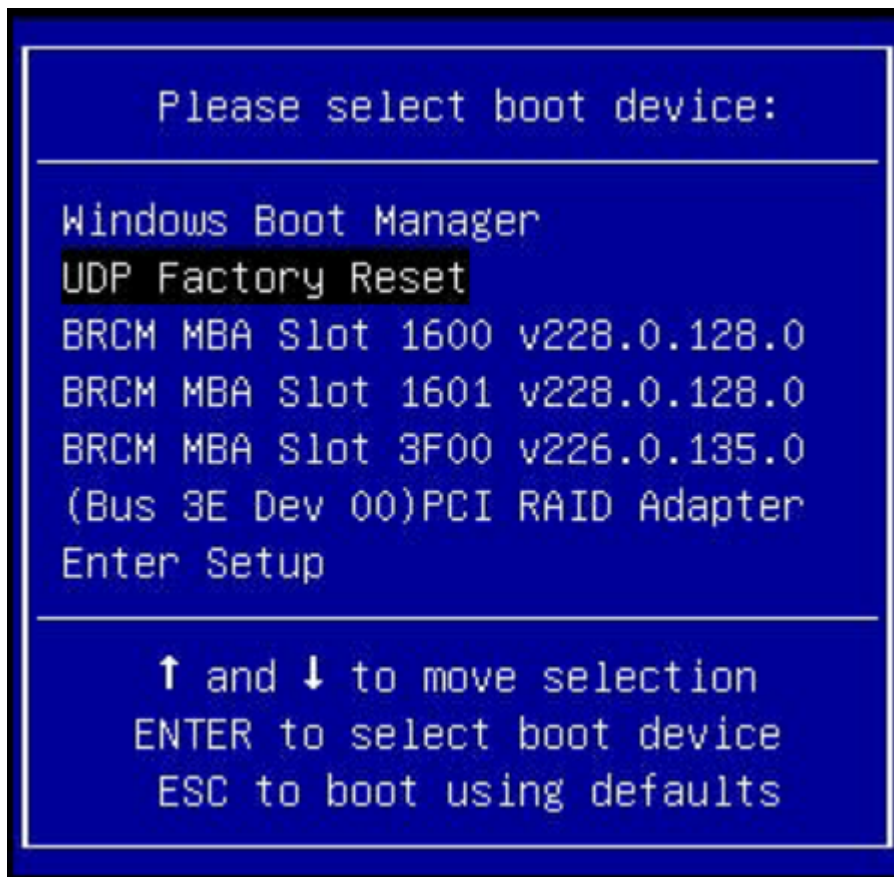 Please select boot device:
Windows Boot Manager
UDP Factory Reset
BRCM MBA Slot 1600 v228.0.128.0
BRCM MBA Slot 1601 v228.0.128.0
BRCM MBA Slot 3F00 v226.0.135.0
(Bus 3E Dev 00)PCI RAID Adapter
Enter Setup
↑ and ↓ to move selection
ENTER to select boot device
ESC to boot using defaults